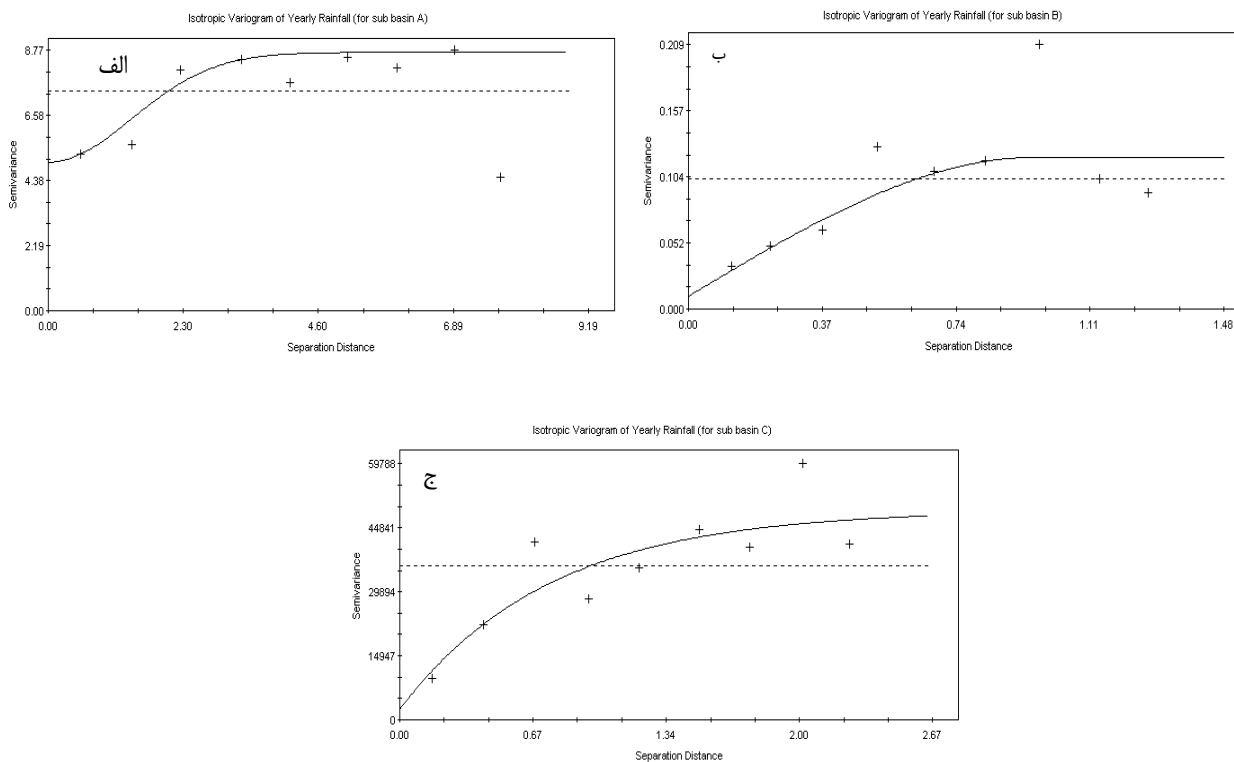 Isotropic Variogram of Yearly Rainfall (for sub basin A)
الف
8.77
6.58
4.38
2.19
0.00
Semivariance
0.00 2.30 4.60 6.89 9.19
Separation Distance
Isotropic Variogram of Yearly Rainfall (for sub basin B)
ب
0.209
0.157
0.104
0.052
0.000
Semivariance
0.00 0.37 0.74 1.11 1.48
Separation Distance
Isotropic Variogram of Yearly Rainfall (for sub basin C)
ج
59788
44841
29894
14947
0
Semivariance
0.00 0.67 1.34 2.00 2.67
Separation Distance